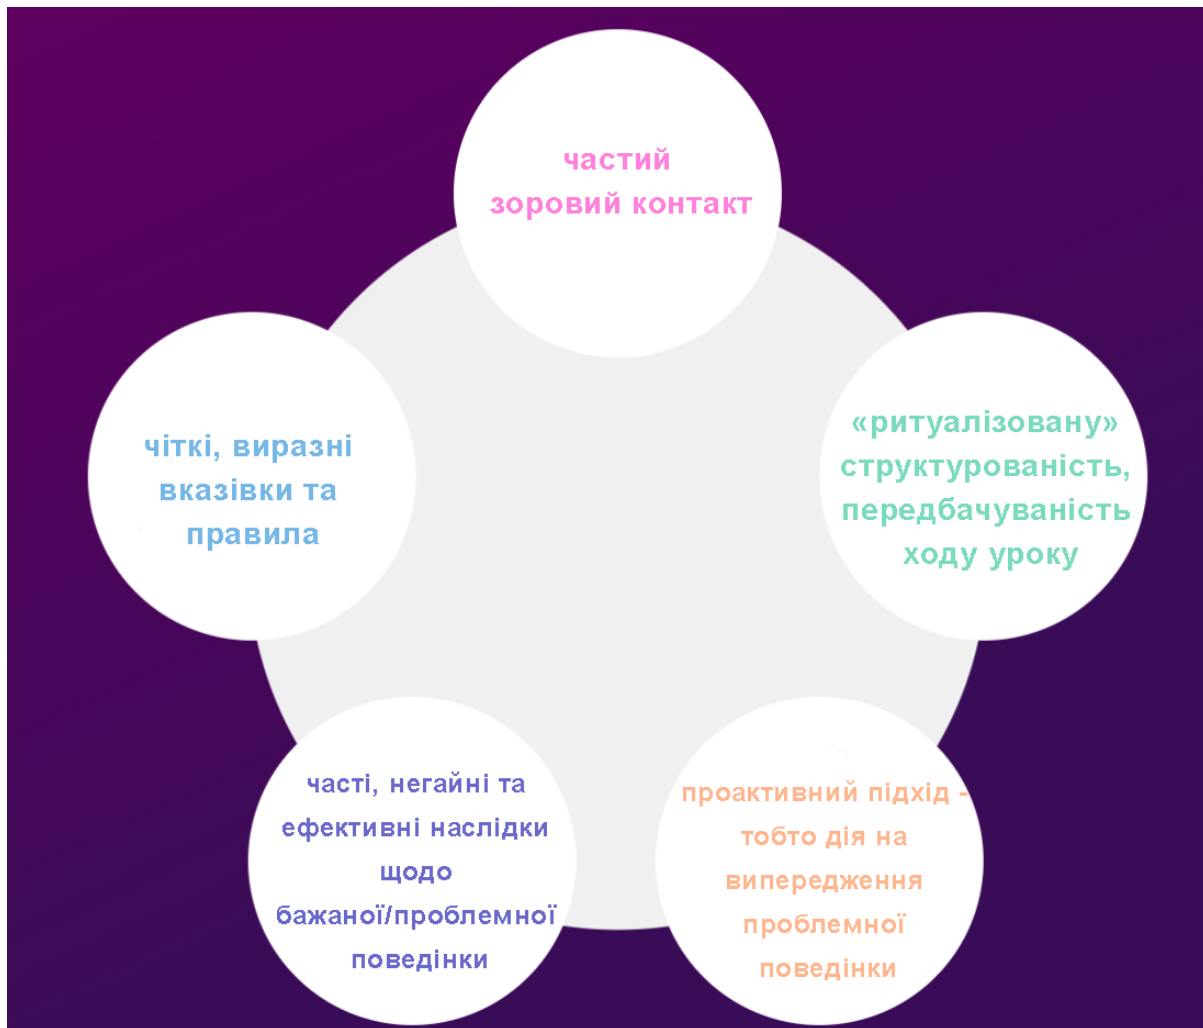 частий
зоровий контакт
«ритуалізовану»
структурованість,
передбачуваність
ходу уроку
чіткі, виразні
вказівки та
правила
часті, негайні та
ефективні наслідки
щодо
бажаної/проблемної
поведінки
проактивний підхід -
тобто дія на
випередження
проблемної
поведінки